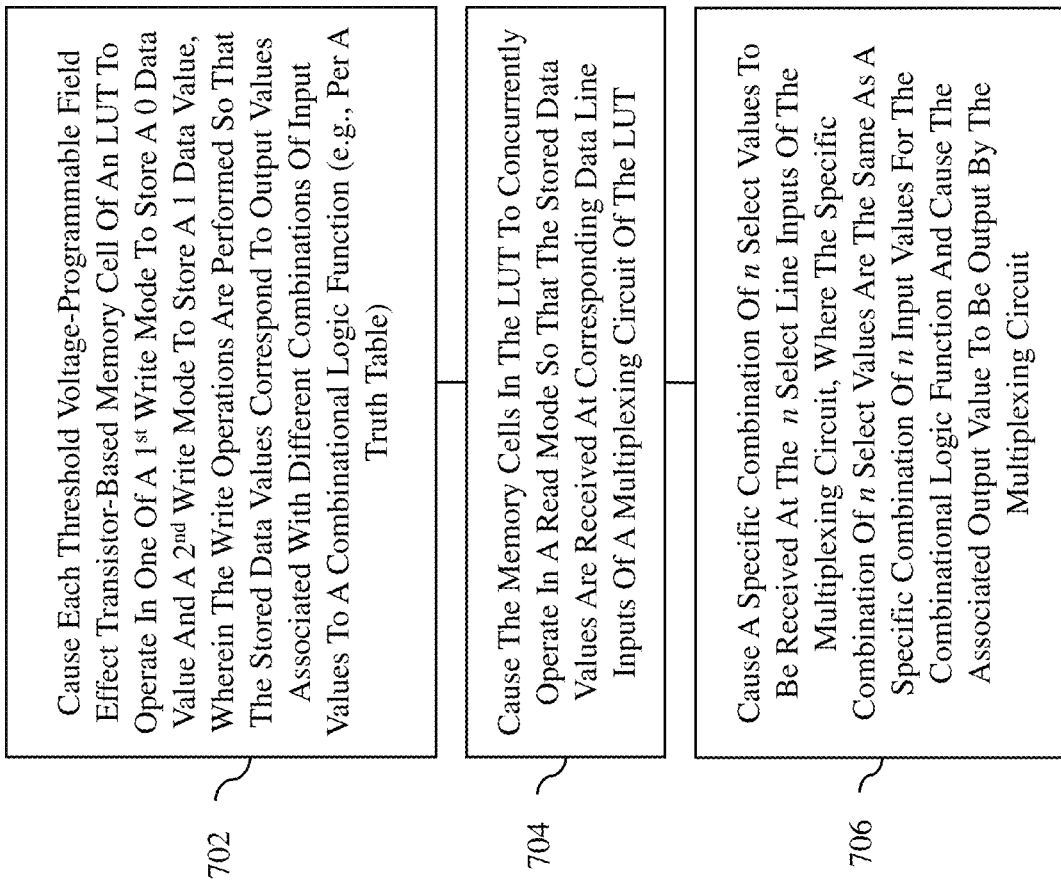 702
Cause Each Threshold Voltage-Programmable Field
Effect Transistor-Based Memory Cell Of An LUT To
Operate In One Of A 1st Write Mode To Store A 0 Data
Value And A 2nd Write Mode To Store A 1 Data Value,
Wherein The Write Operations Are Performed So That
The Stored Data Values Correspond To Output Values
Associated With Different Combinations Of Input
Values To A Combinational Logic Function (e.g., Per A
Truth Table)
704
Cause The Memory Cells In The LUT To Concurrently
Operate In A Read Mode So That The Stored Data
Values Are Received At Corresponding Data Line
Inputs Of A Multiplexing Circuit Of The LUT
706
Cause A Specific Combination Of n Select Values To
Be Received At The n Select Line Inputs Of The
Multiplexing Circuit, Where The Specific
Combination Of n Select Values Are The Same As A
Specific Combination Of n Input Values For The
Combinational Logic Function And Cause The
Associated Output Value To Be Output By The
Multiplexing Circuit